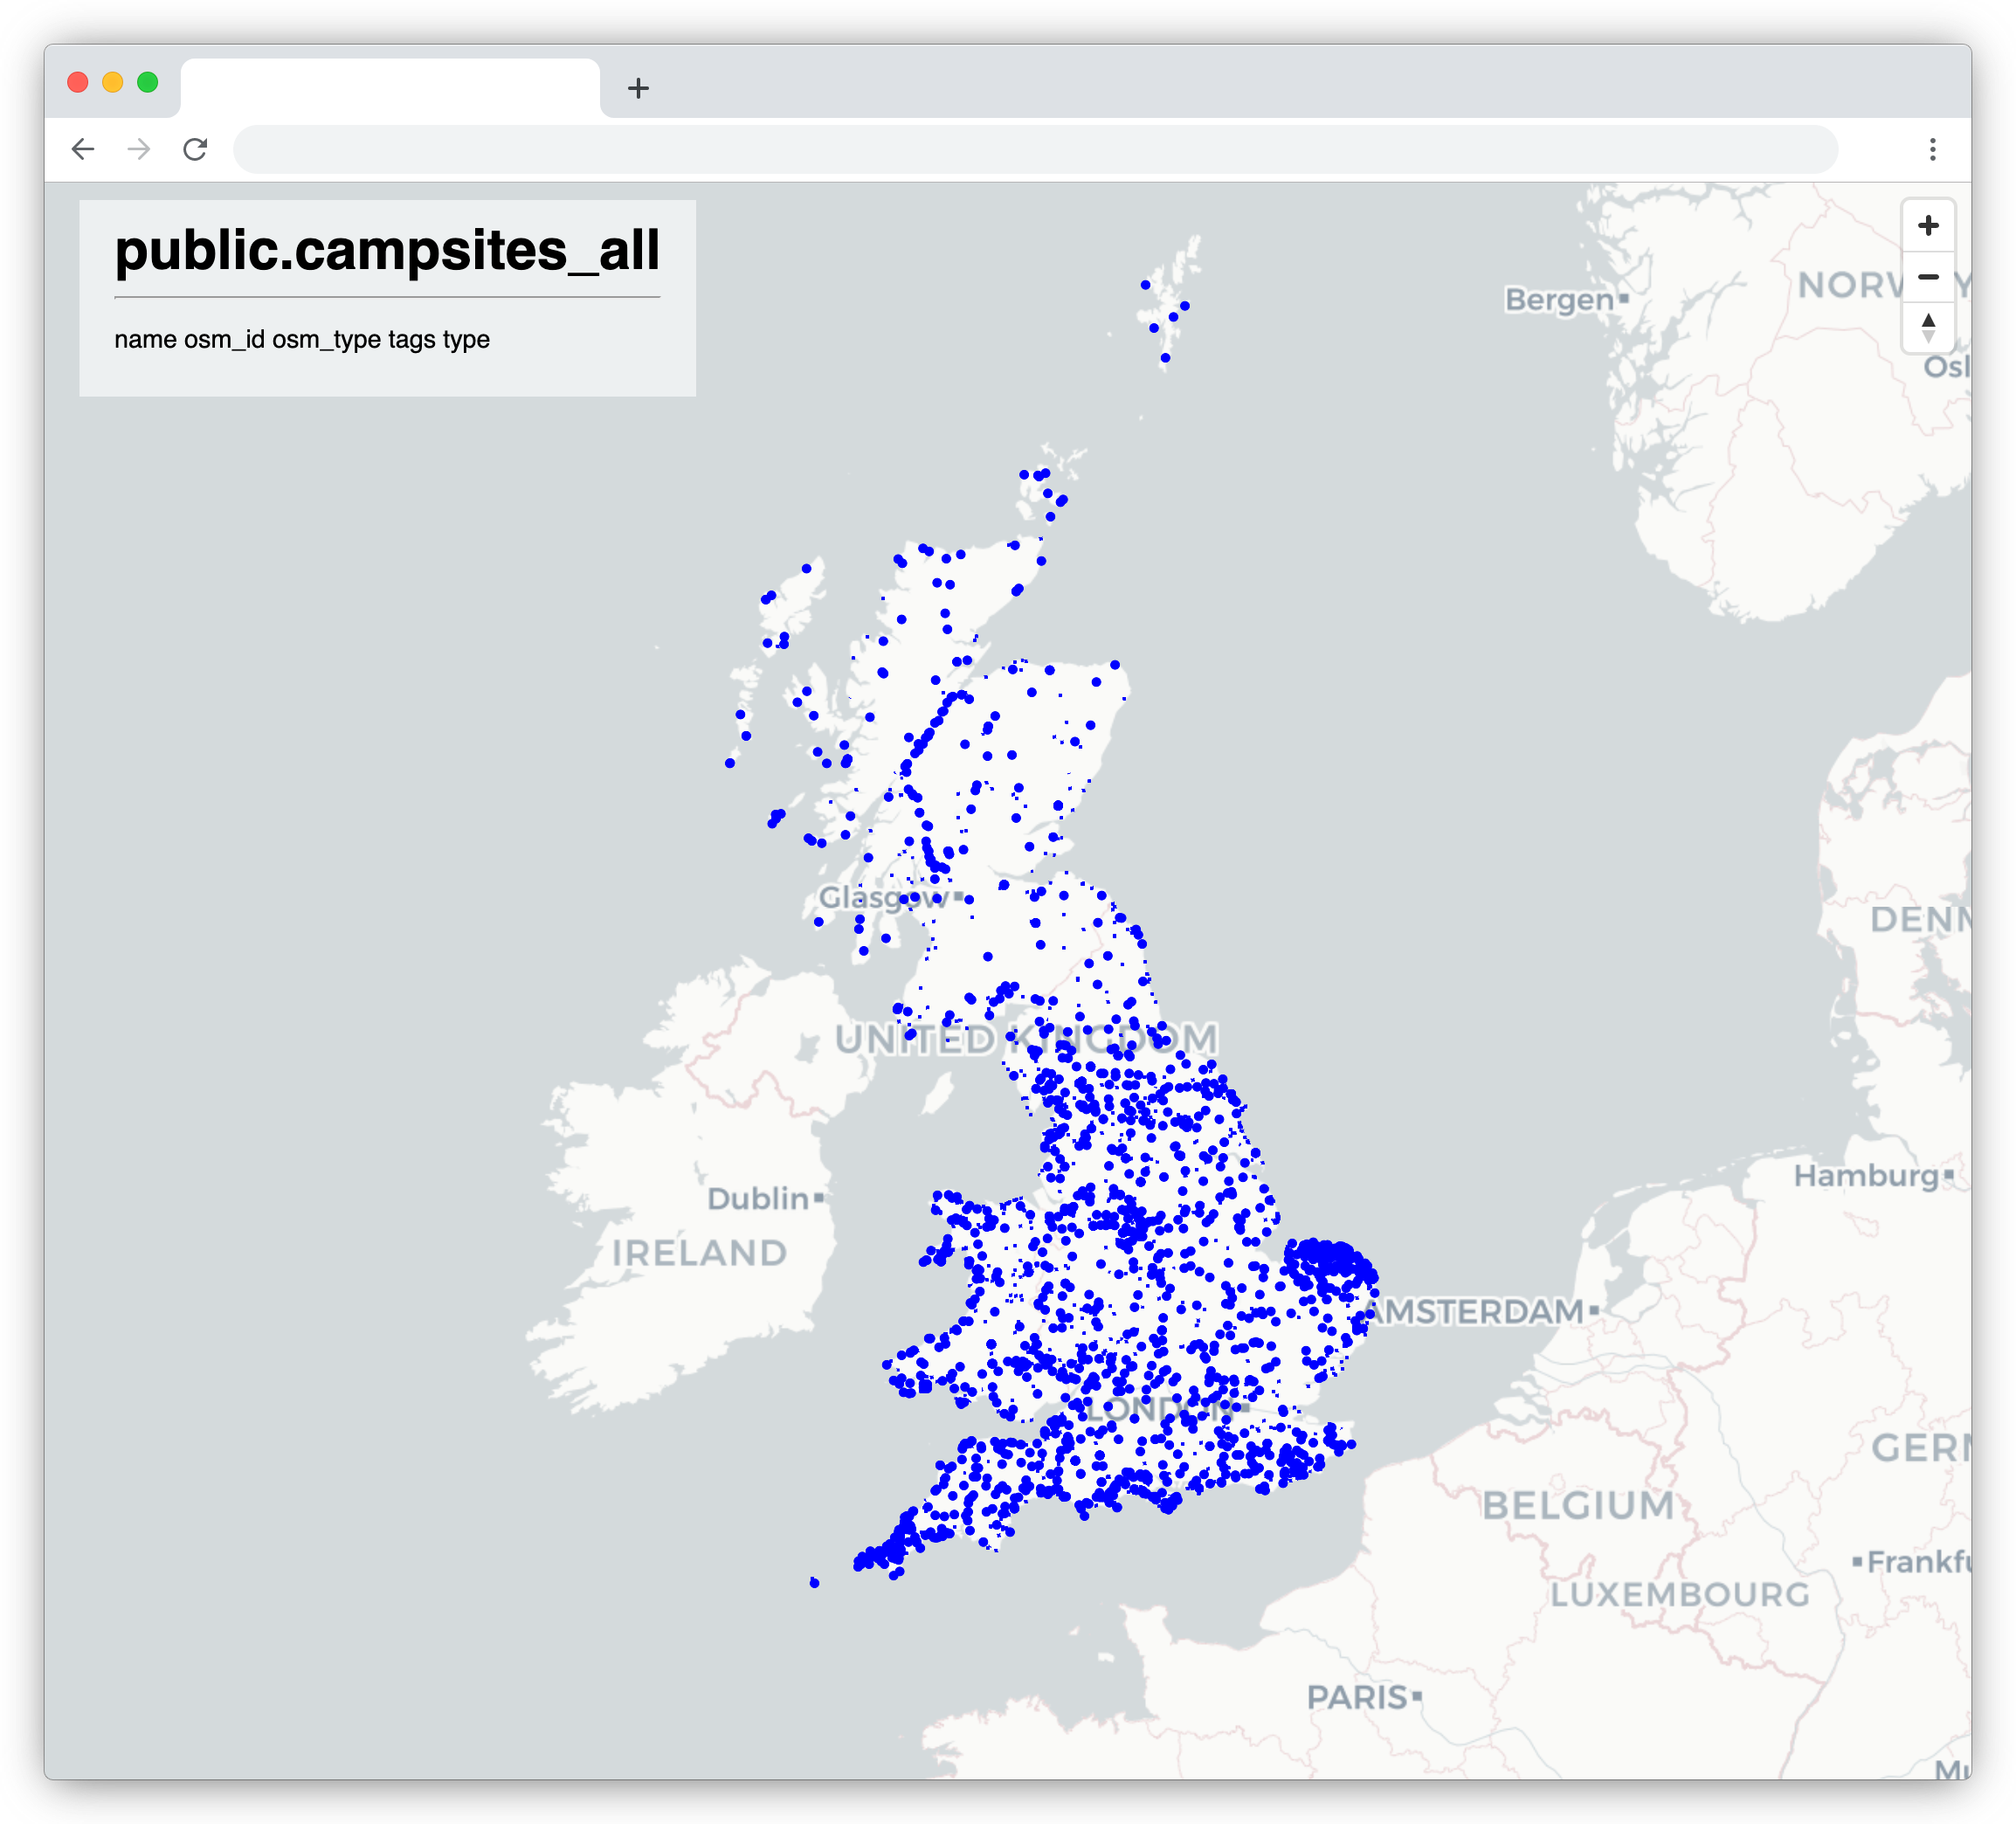 public.campsites_all
name osm_id osm_type tags type
Bergen
NORW
Y
Osl
Glasgow
DENM
UNITED KINGDOM
Hamburg
Dublin
IRELAND
AMSTERDAM
LONDON
GERM
BELGIUM
Frankfu
LUXEMBOURG
PARIS
Mu